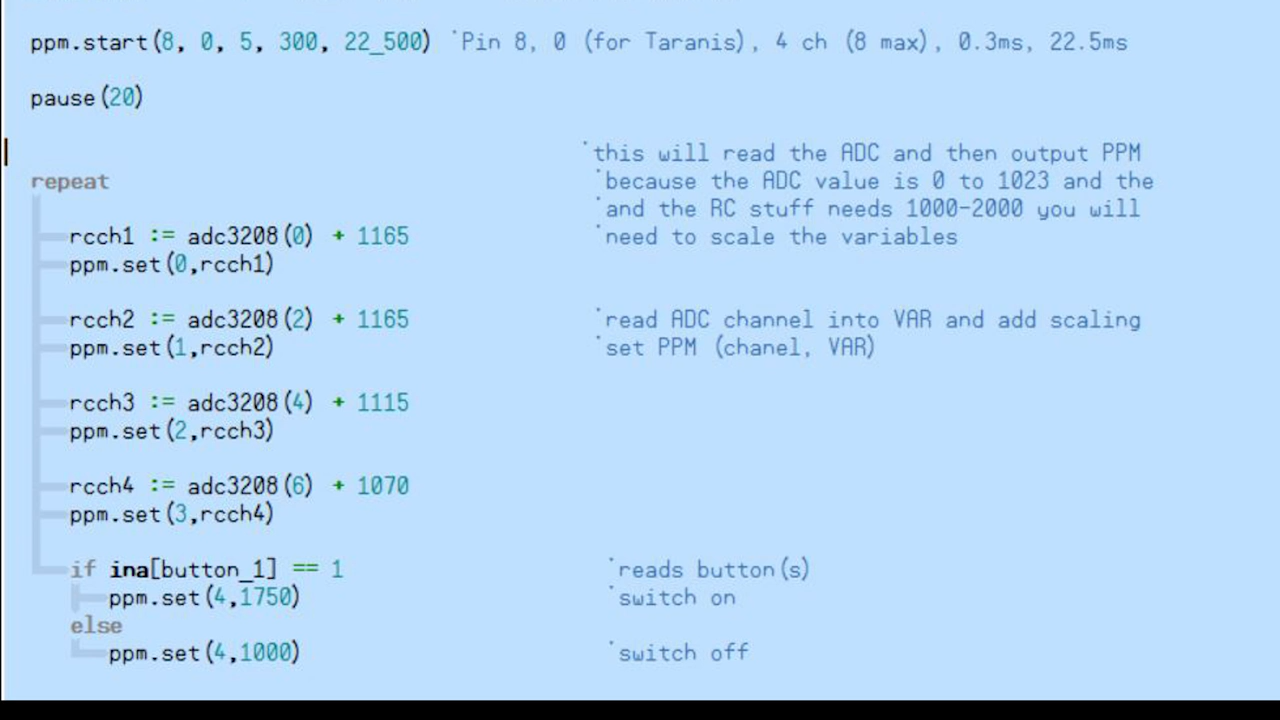 ppm.start(8, 0, 5, 300, 22_500) 'Pin 8, 0 (for Taranis), 4 ch (8 max), 0.3ms, 22.5ms
pause(20)
'this will read the ADC and then output PPM
repeat 'because the ADC value is 0 to 1023 and the
'and the RC stuff needs 1000-2000 you will
rcch1 := adc3208(0) + 1165 'need to scale the variables
ppm.set(0,rcch1)
rcch2 := adc3208(2) + 1165 'read ADC channel into VAR and add scaling
ppm.set(1,rcch2) 'set PPM (chanel, VAR)
rcch3 := adc3208(4) + 1115
ppm.set(2,rcch3)
rcch4 := adc3208(6) + 1070
ppm.set(3,rcch4)
if ina[button_1] == 1 'reads button(s)
ppm.set(4,1750) 'switch on
else
ppm.set(4,1000) 'switch off